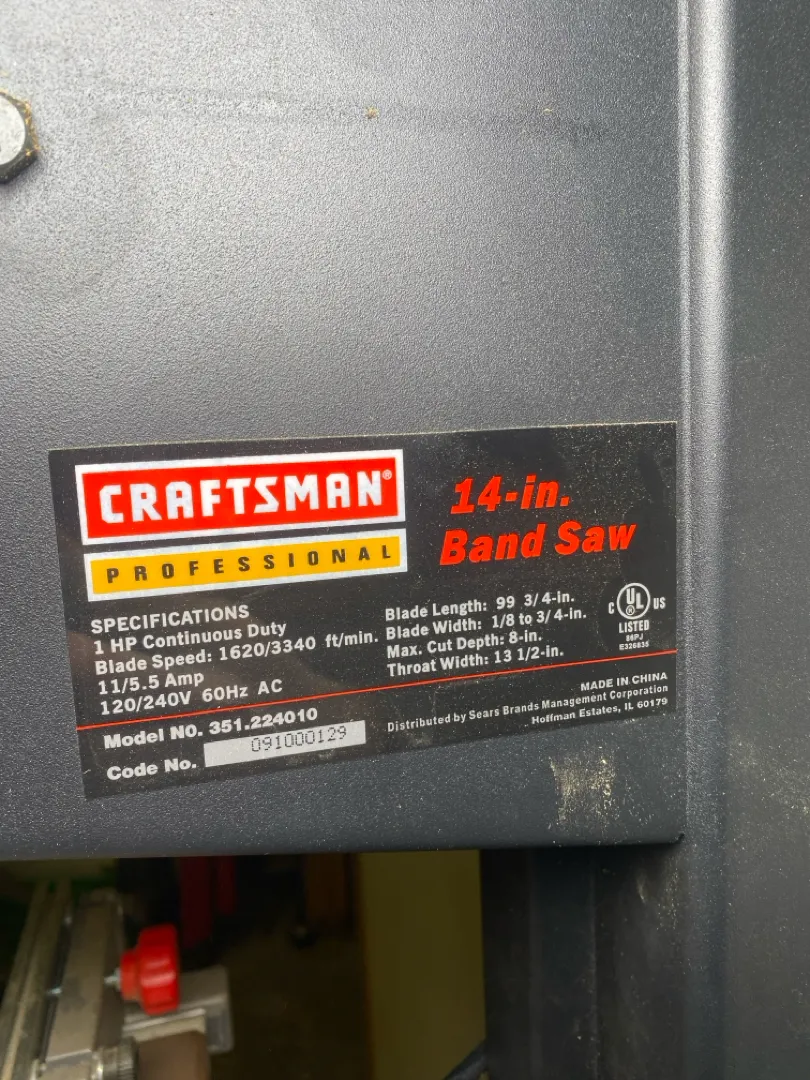 CRAFTSMAN®
PROFESSIONAL
14-in.
Band Saw
SPECIFICATIONS
1 HP Continuous Duty
Blade Speed: 1620/3340 ft/min.
11/5.5 Amp
120/240V 60Hz AC
Blade Length: 99 3/4-in.
Blade Width: 1/8 to 3/4-in.
Max. Cut Depth: 8-in.
Throat Width: 13 1/2-in.
C UL ® US
LISTED
86PJ
E326835
Model NO. 351.224010
Code No. 091000129
MADE IN CHINA
Distributed by Sears Brands Management Corporation
Hoffman Estates, IL 60179